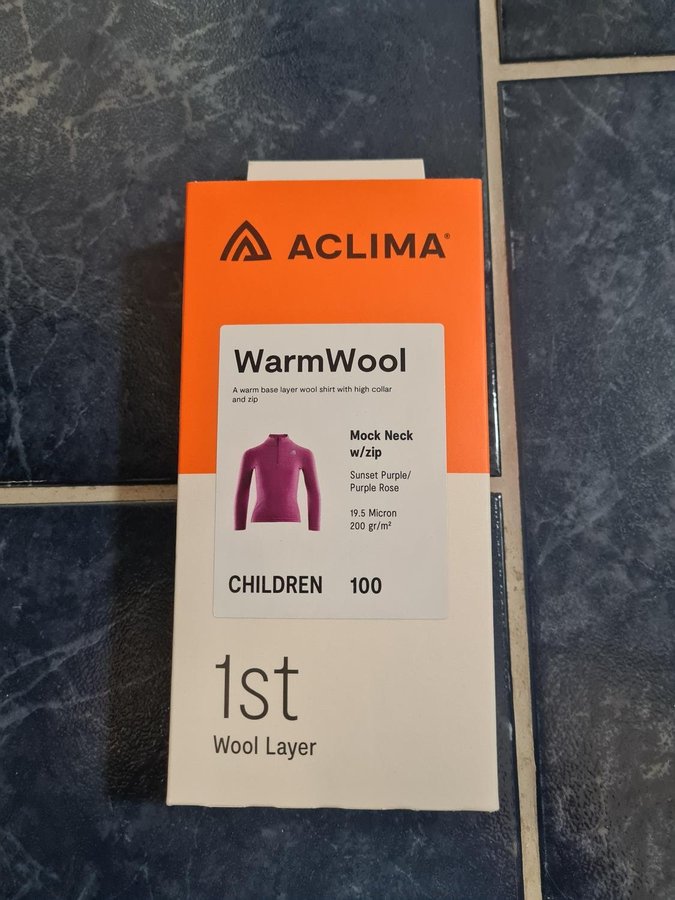 ACLIMA®
WarmWool
A warm base layer wool shirt with high collar
and zip
Mock Neck
w/zip
Sunset Purple/
Purple Rose
19.5 Micron
200 gr/m²
CHILDREN 100
1st
Wool Layer